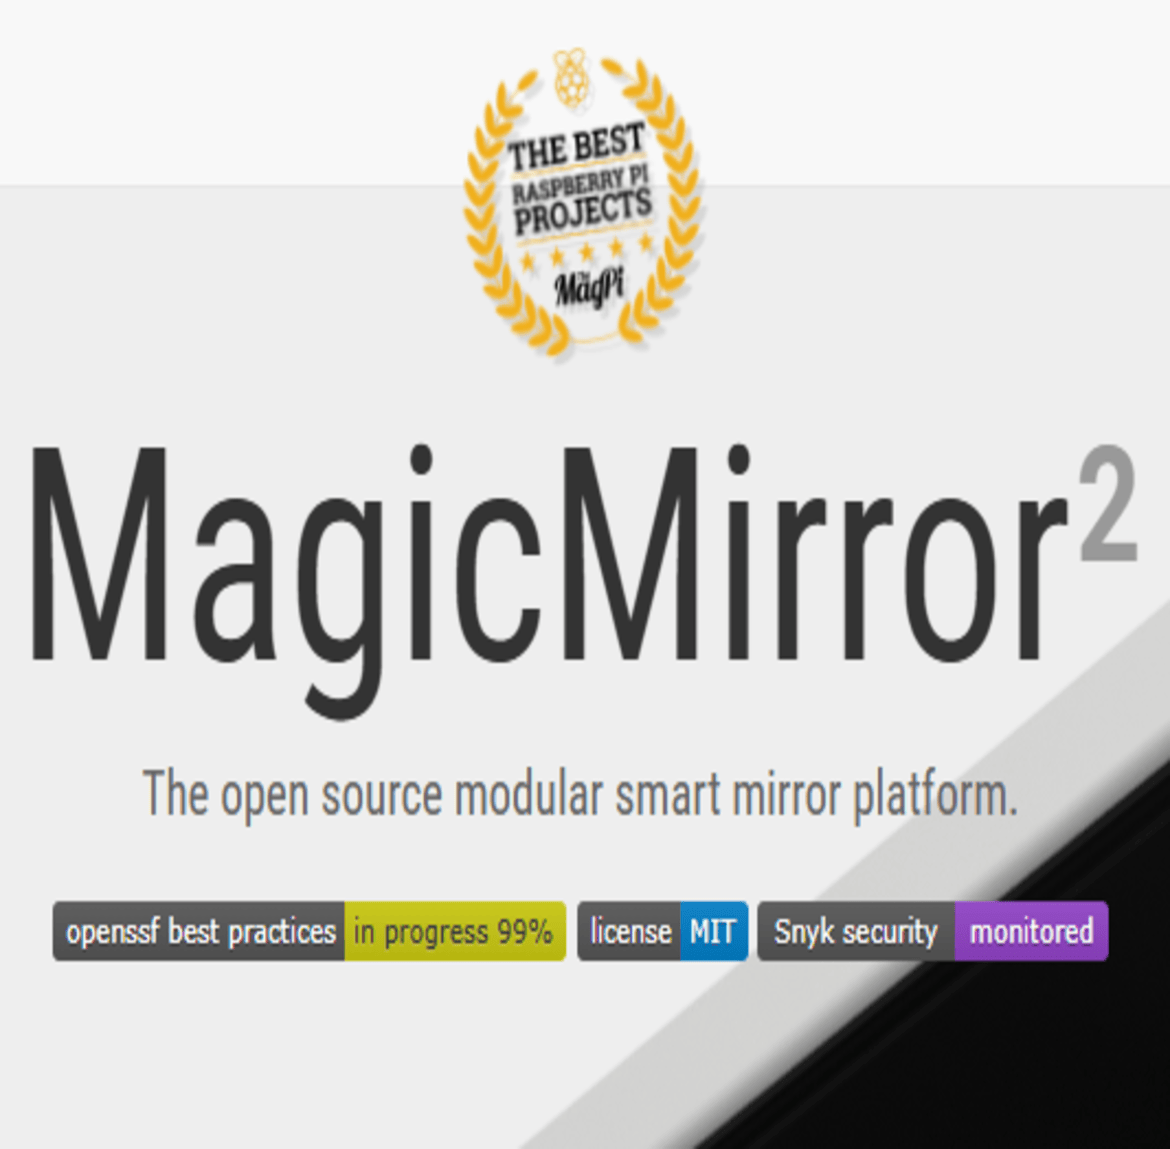 THE BEST
RASPBERRY PI
PROJECTS
The MagPi
MagicMirror²
The open source modular smart mirror platform.
openssf best practices in progress 99% license MIT Snyk security monitored